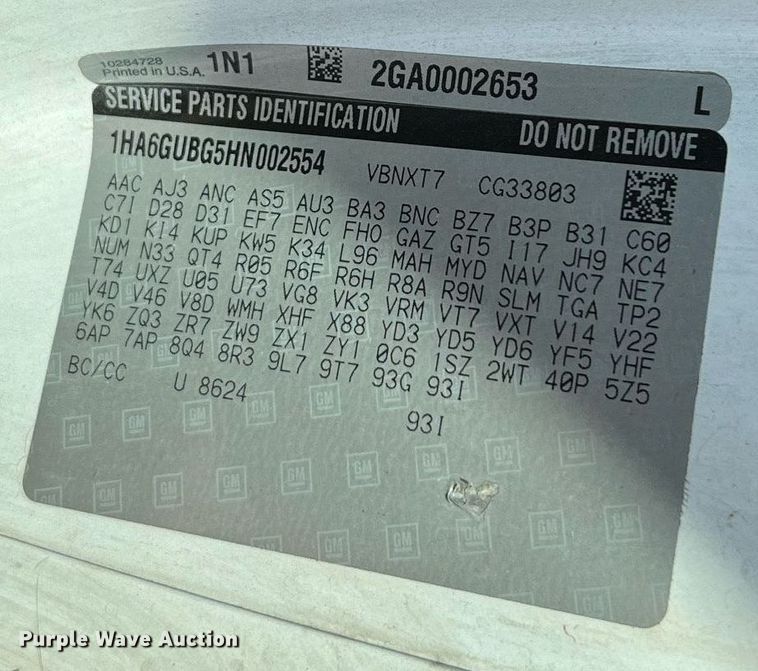 10284728
Printed in U.S.A. 1N1 2GA0002653 L
SERVICE PARTS IDENTIFICATION DO NOT REMOVE
1HA6GUBG5HN002554 VBNXT7 CG33803
AAC AJ3 ANC AS5 AU3 BA3 BNC BZ7 B3P B31 C60
C7I D28 D31 EF7 ENC FH0 GAZ GT5 I17 JH9 KC4
KD1 KI4 KUP KW5 K34 L96 MAH MYD NAV NC7 NE7
NUM N33 QT4 R05 R6F R6H R8A R9N SLM TGA TP2
T74 UXZ U05 U73 VG8 VK3 VRM VT7 VXT V14 V22
V4D V46 V8D WMH XHF X88 YD3 YD5 YD6 YF5 YHF
YK6 ZQ3 ZR7 ZW9 ZX1 ZY1 0C6 1SZ 2WT 40P 5Z5
6AP 7AP 8Q4 8R3 9L7 9T7 93G 93I
BC/CC U 8624 93I
Purple Wave Auction